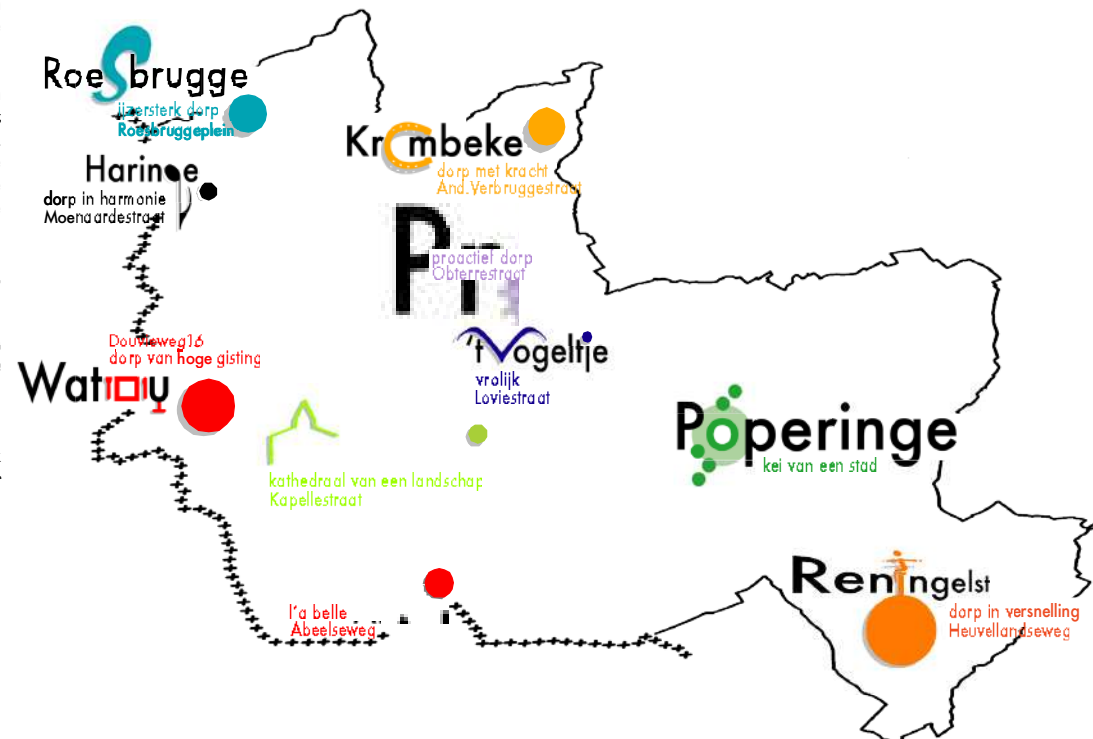 Roesbrugge
ijzersterk dorp
Roesbruggeplein
Krombeke
dorp met kracht
And.Verbruggestraat
Haringe
dorp in harmonie
Moenaardestraat
proactief dorp
Obterrestraat
't Vogeltje
vrolijk
Loviestraat
Douvieweg16
dorp van hoge gisting
Watou
Poperinge
kei van een stad
kathedraal van een landschap
Kapellestraat
Reningelst
dorp in versnelling
Heuvellandseweg
l'a belle
Abeelseweg